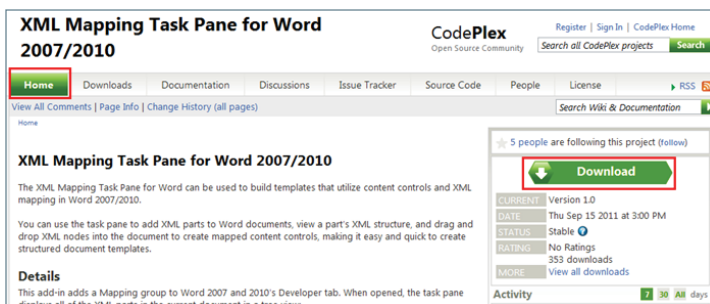 XML Mapping Task Pane for Word
2007/2010
CodePlex
Open Source Community
Register | Sign In | CodePlex Home
Search all CodePlex projects Search
Home Downloads Documentation Discussions Issue Tracker Source Code People License RSS
View All Comments | Page Info | Change History (all pages)
Search Wiki & Documentation
Home
5 people are following this project (follow)
XML Mapping Task Pane for Word 2007/2010
Download
The XML Mapping Task Pane for Word can be used to build templates that utilize content controls and XML
mapping in Word 2007/2010.
CURRENT Version 1.0
DATE Thu Sep 15 2011 at 3:00 PM
STATUS Stable
RATING No Ratings
353 downloads
MORE View all downloads
You can use the task pane to add XML parts to Word documents, view a part's XML structure, and drag and
drop XML nodes into the document to create mapped content controls, making it easy and quick to create
structured document templates.
Details
This add-in adds a Mapping group to Word 2007 and 2010's Developer tab. When opened, the task pane
Activity 7 30 All days